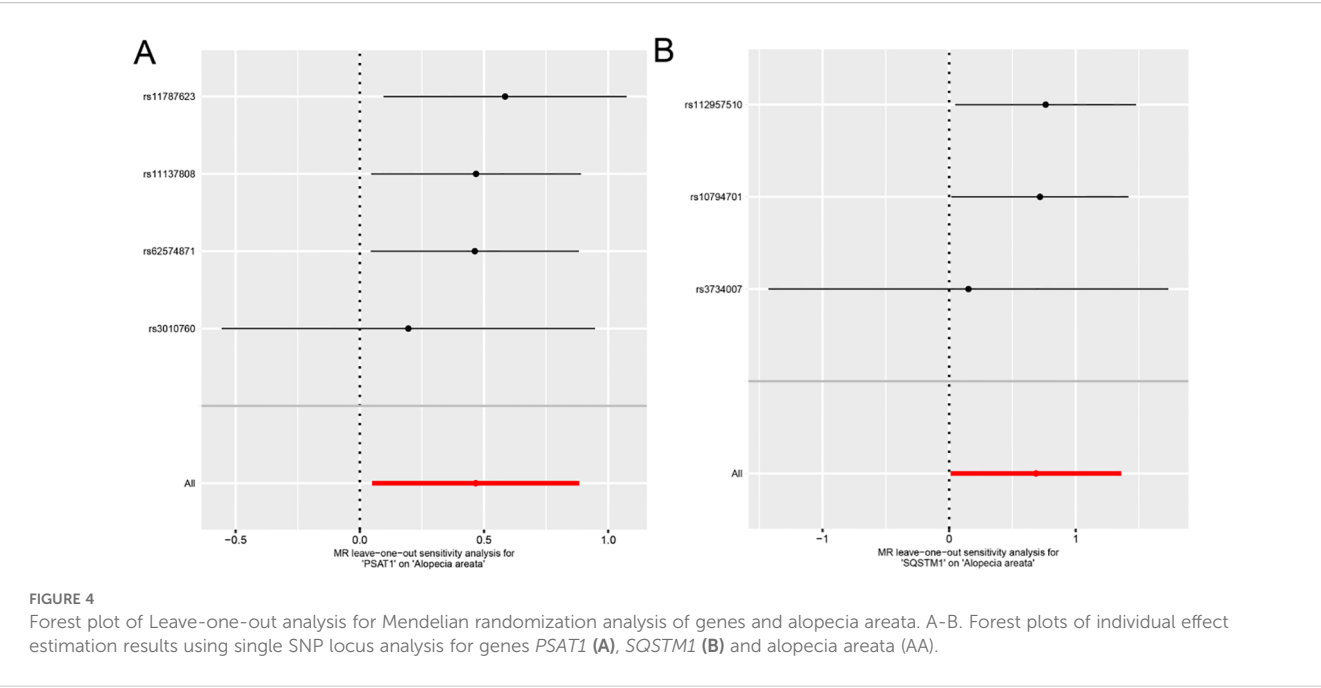 A
rs11787623
rs11137808
rs62574871
rs3010760
All
−0.5
0.0
0.5
1.0
MR leave−one−out sensitivity analysis for
'PSAT1' on 'Alopecia areata'
B
rs112957510
rs10794701
rs3734007
All
−1
0
1
MR leave−one−out sensitivity analysis for
'SQSTM1' on 'Alopecia areata'
FIGURE 4
Forest plot of Leave-one-out analysis for Mendelian randomization analysis of genes and alopecia areata. A-B. Forest plots of individual effect
estimation results using single SNP locus analysis for genes PSAT1 (A), SQSTM1 (B) and alopecia areata (AA).